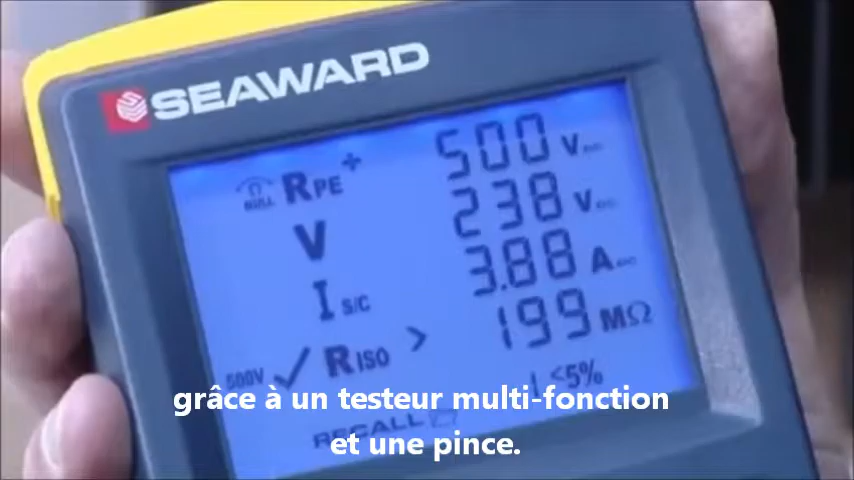 SEAWARD
NULL RPE+ 500 V
V 238 V
I S/C 3.88 A
500V ✓ RISO > 199 MΩ
I <5%
grâce à un testeur multi-fonction
RECALL
et une pince.